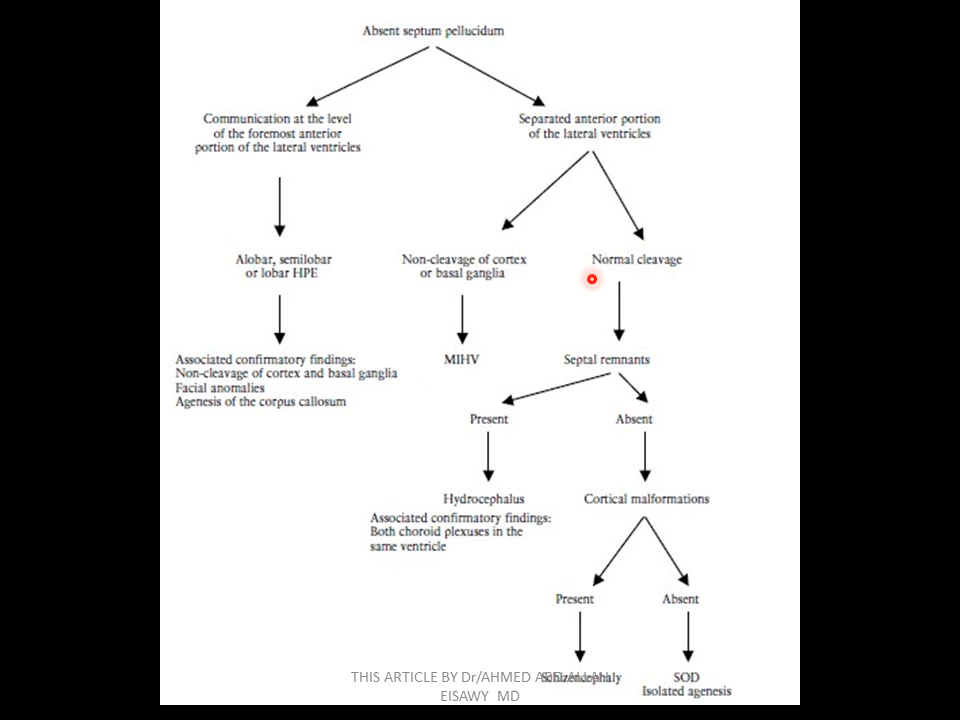 Absent septum pellucidum
Communication at the level
of the foremost anterior
portion of the lateral ventricles
Separated anterior portion
of the lateral ventricles
Alobar, semilobar
or lobar HPE
Non-cleavage of cortex
or basal ganglia
Normal cleavage
Associated confirmatory findings:
Non-cleavage of cortex and basal ganglia
Facial anomalies
Agenesis of the corpus callosum
MIHV
Septal remnants
Present
Absent
Hydrocephalus
Associated confirmatory findings:
Both choroid plexuses in the
same ventricle
Cortical malformations
Present
Absent
Schizencephaly
SOD
Isolated agenesis
THIS ARTICLE BY Dr/AHMED
EISAWY MD